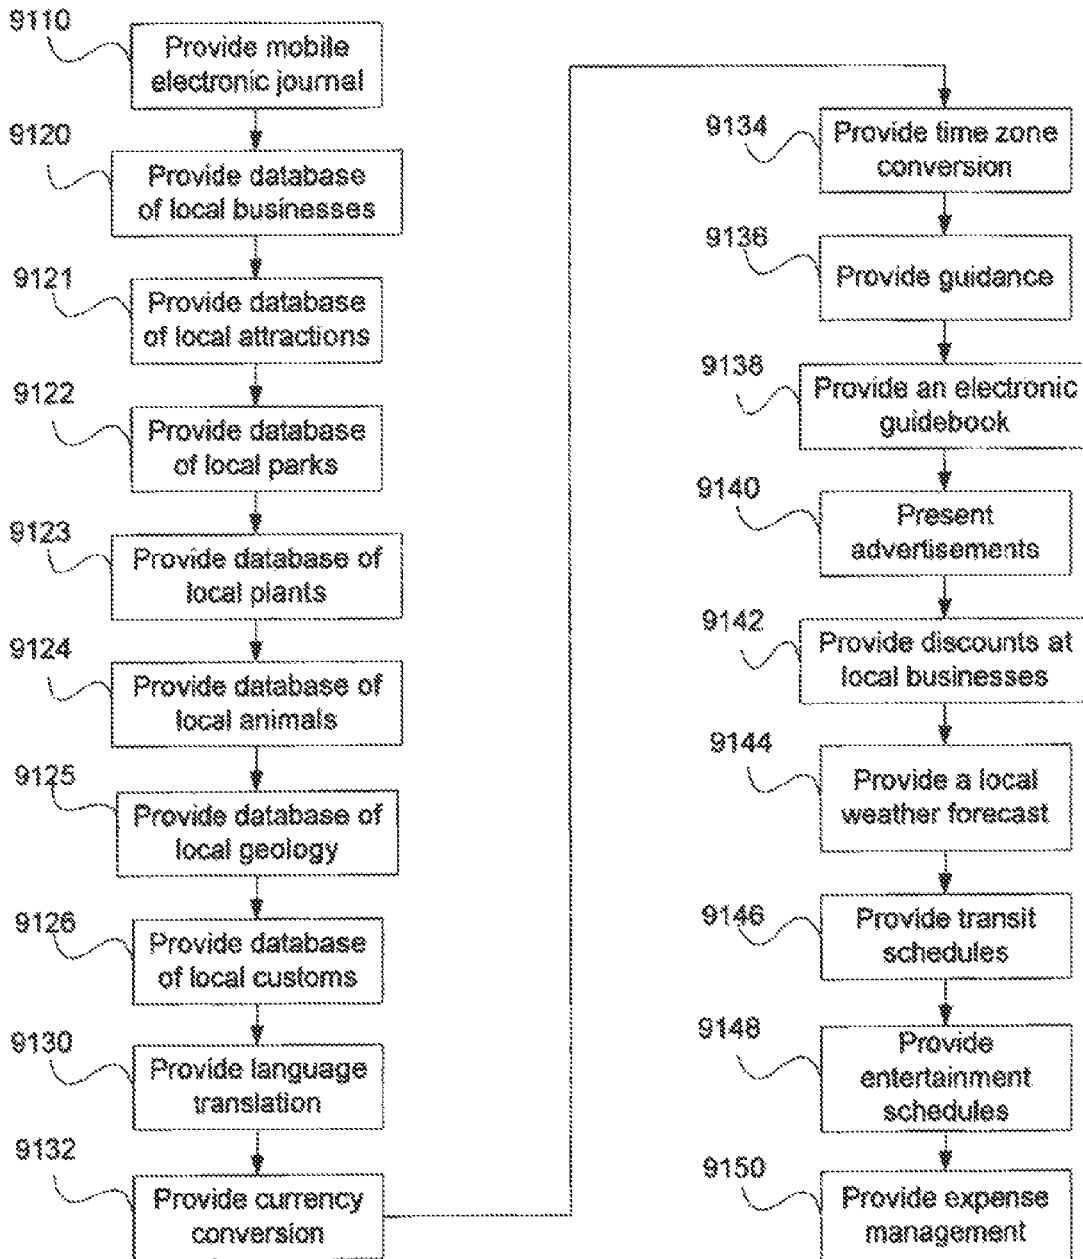 9110
Provide mobile
electronic journal
9120
Provide database
of local businesses
9121
Provide database
of local attractions
9122
Provide database
of local parks
9123
Provide database of
local plants
9124
Provide database of
local animals
9125
Provide database of
local geology
9126
Provide database
of local customs
9130
Provide language
translation
9132
Provide currency
conversion
9134
Provide time zone
conversion
9136
Provide guidance
9138
Provide an electronic
guidebook
9140
Present
advertisements
9142
Provide discounts at
local businesses
9144
Provide a local
weather forecast
9146
Provide transit
schedules
9148
Provide
entertainment
schedules
9150
Provide expense
management